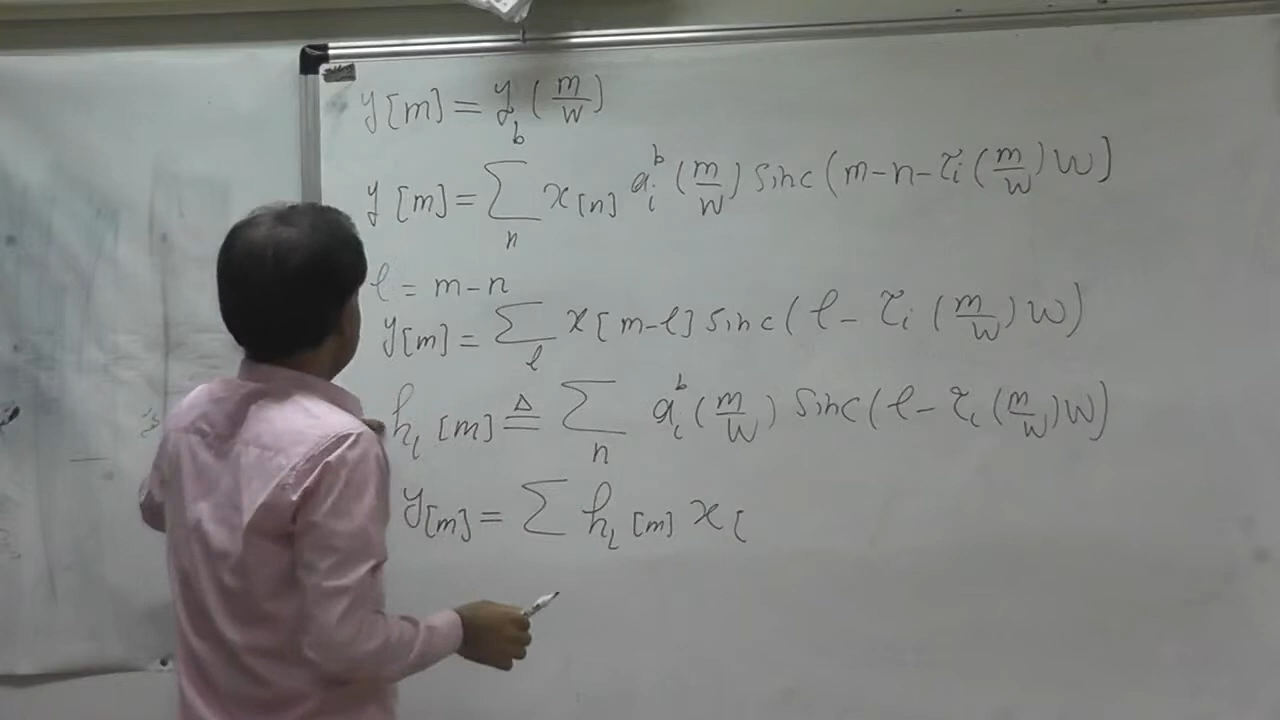 y[m] = y_b(m/W)
y[m] = Σ_n x[n] a_i^b(m/W) sinc(m-n-τ_i(m/W)W]
l = m-n
y[m] = Σ_l x[m-l] sinc(l - τ_i(m/W)W)
h_l[m] ≜ Σ_n a_i^b(m/W) sinc(l - τ_i(m/W)W)
y[m] = Σ h_l[m] x[